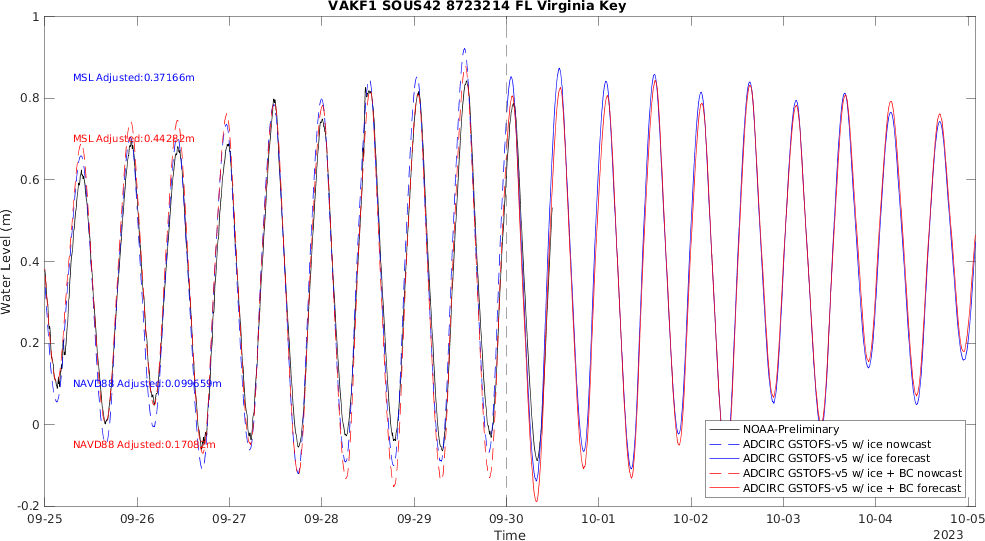 VAKF1 SOUS42 8723214 FL Virginia Key
1
0.8
0.6
0.4
0.2
0
-0.2
Water Level (m)
MSL Adjusted:0.37166m
MSL Adjusted:0.44282m
NAVD88 Adjusted:0.099659m
NAVD88 Adjusted:0.17082m
NOAA-Preliminary
ADCIRC GSTOFS-v5 w/ ice nowcast
ADCIRC GSTOFS-v5 w/ ice forecast
ADCIRC GSTOFS-v5 w/ ice + BC nowcast
ADCIRC GSTOFS-v5 w/ ice + BC forecast
09-25 09-26 09-27 09-28 09-29 09-30 10-01 10-02 10-03 10-04 10-05
2023
Time